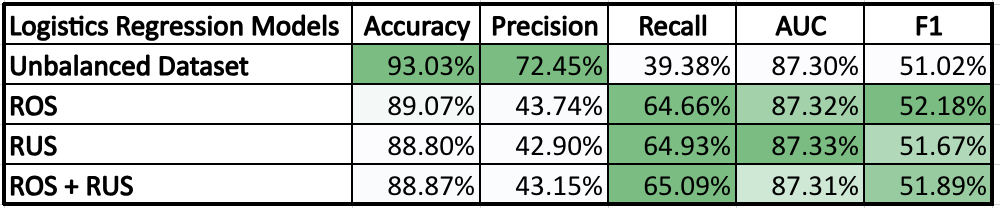 Logistics Regression Models Accuracy Precision Recall AUC F1
Unbalanced Dataset 93.03% 72.45% 39.38% 87.30% 51.02%
ROS 89.07% 43.74% 64.66% 87.32% 52.18%
RUS 88.80% 42.90% 64.93% 87.33% 51.67%
ROS + RUS 88.87% 43.15% 65.09% 87.31% 51.89%